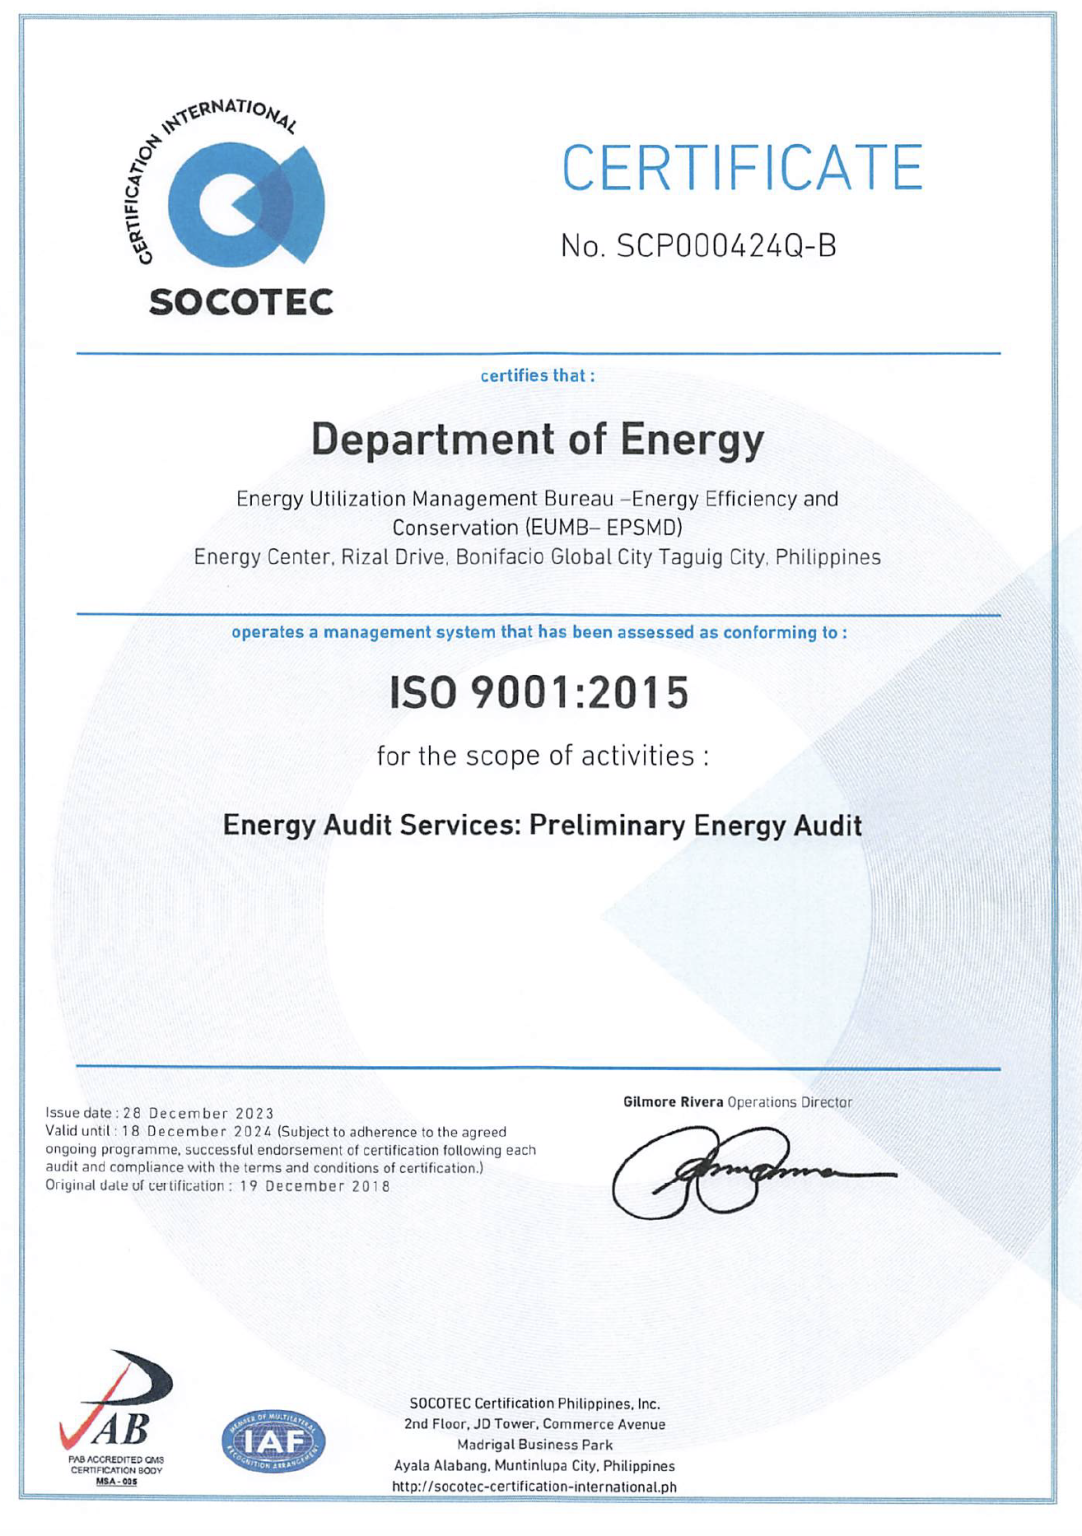 CERTIFICATION INTERNATIONAL
SOCOTEC
CERTIFICATE
No. SCP000424Q-B
certifies that :
Department of Energy
Energy Utilization Management Bureau –Energy Efficiency and
Conservation (EUMB– EPSMD)
Energy Center, Rizal Drive, Bonifacio Global City Taguig City, Philippines
operates a management system that has been assessed as conforming to :
ISO 9001:2015
for the scope of activities :
Energy Audit Services: Preliminary Energy Audit
Issue date : 28 December 2023
Valid until : 18 December 2024 (Subject to adherence to the agreed
ongoing programme, successful endorsement of certification following each
audit and compliance with the terms and conditions of certification.)
Original date of certification : 19 December 2018
Gilmore Rivera Operations Director
PAB
PAB ACCREDITED QMS
CERTIFICATION BODY
MSA - 005
MEMBER OF MULTILATERAL
IAF
RECOGNITION ARRANGEMENT
SOCOTEC Certification Philippines, Inc.
2nd Floor, JD Tower, Commerce Avenue
Madrigal Business Park
Ayala Alabang, Muntinlupa City, Philippines
http://socotec-certification-international.ph